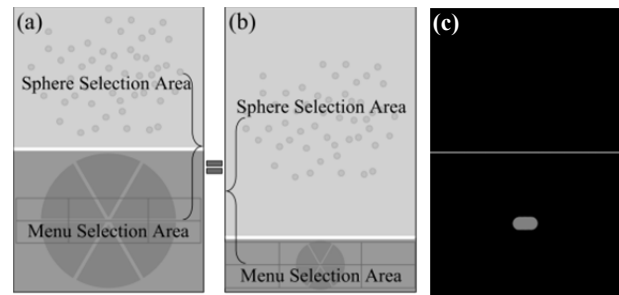 (a)
Sphere Selection Area
Menu Selection Area
=
(b)
Sphere Selection Area
Menu Selection Area
(c)